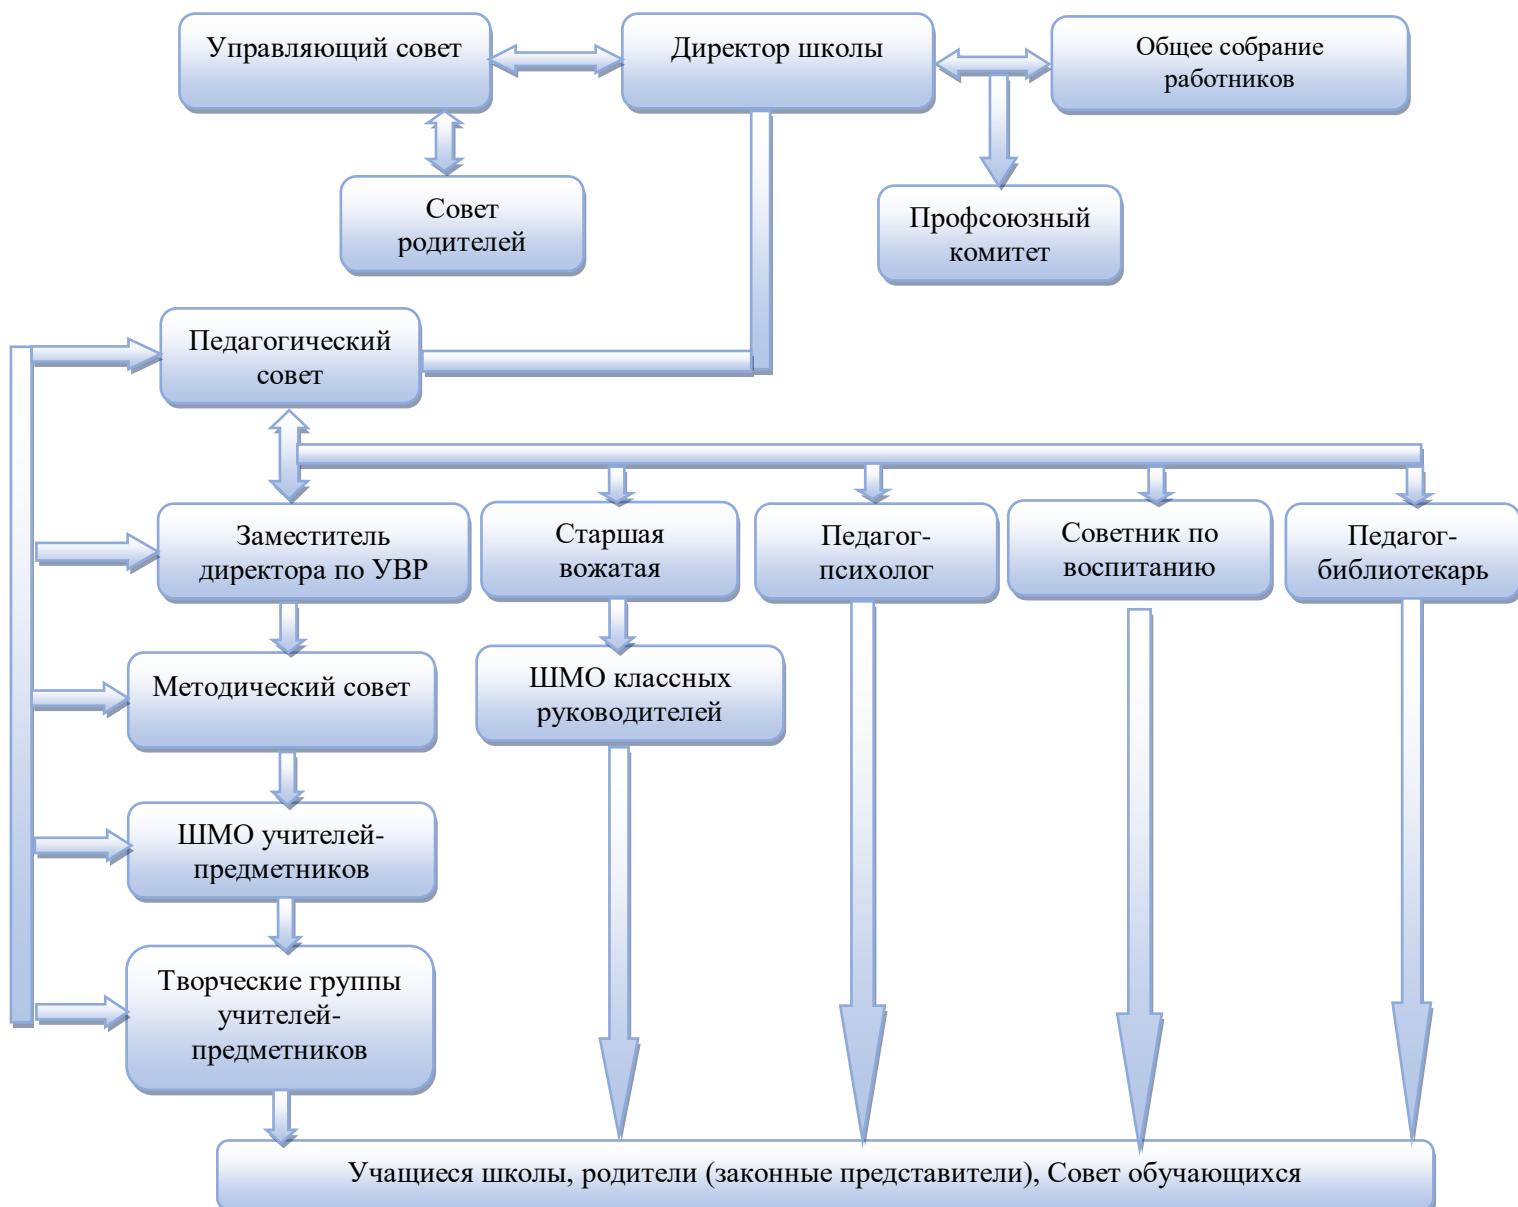 Управляющий совет
Директор школы
Общее собрание
работников
Совет
родителей
Профсоюзный
комитет
Педагогический
совет
Заместитель
директора по УВР
Старшая
вожатая
Педагог-
психолог
Советник по
воспитанию
Педагог-
библиотекарь
Методический совет
ШМО классных
руководителей
ШМО учителей-
предметников
Творческие группы
учителей-
предметников
Учащиеся школы, родители (законные представители), Совет обучающихся